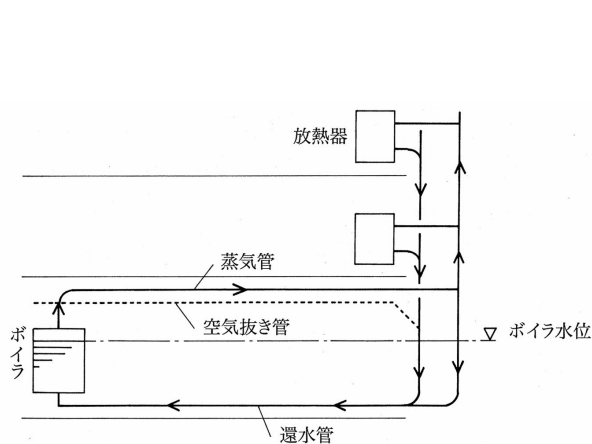 放熱器
蒸気管
空気抜き管
ボイラ
ボイラ水位
還水管